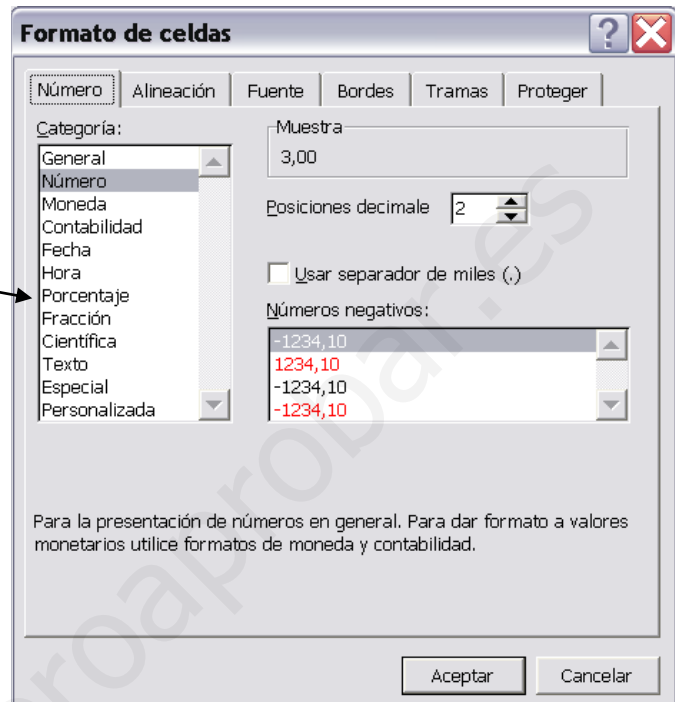 Formato de celdas
Número Alineación Fuente Bordes Tramas Proteger
Categoría:
General
Número
Moneda
Contabilidad
Fecha
Hora
Porcentaje
Fracción
Científica
Texto
Especial
Personalizada
Muestra
3,00
Posiciones decimale 2
Usar separador de miles (.)
Números negativos:
-1234,10
1234,10
-1234,10
-1234,10
Para la presentación de números en general. Para dar formato a valores
monetarios utilice formatos de moneda y contabilidad.
Aceptar Cancelar
roaprobar.es